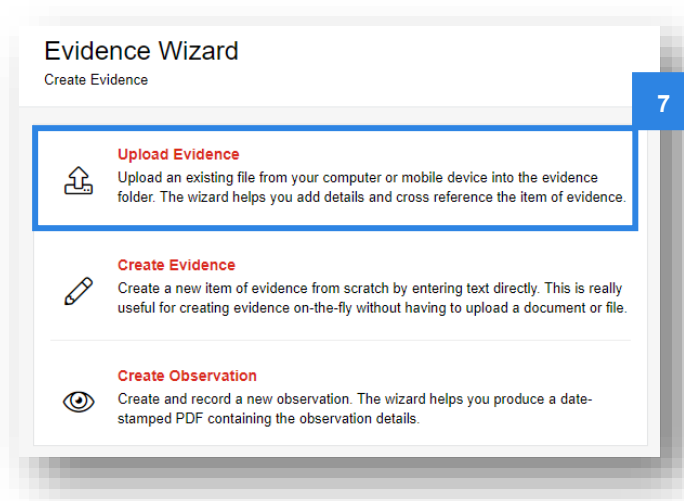 Evidence Wizard
Create Evidence
7
Upload Evidence
Upload an existing file from your computer or mobile device into the evidence
folder. The wizard helps you add details and cross reference the item of evidence.
Create Evidence
Create a new item of evidence from scratch by entering text directly. This is really
useful for creating evidence on-the-fly without having to upload a document or file.
Create Observation
Create and record a new observation. The wizard helps you produce a date-
stamped PDF containing the observation details.